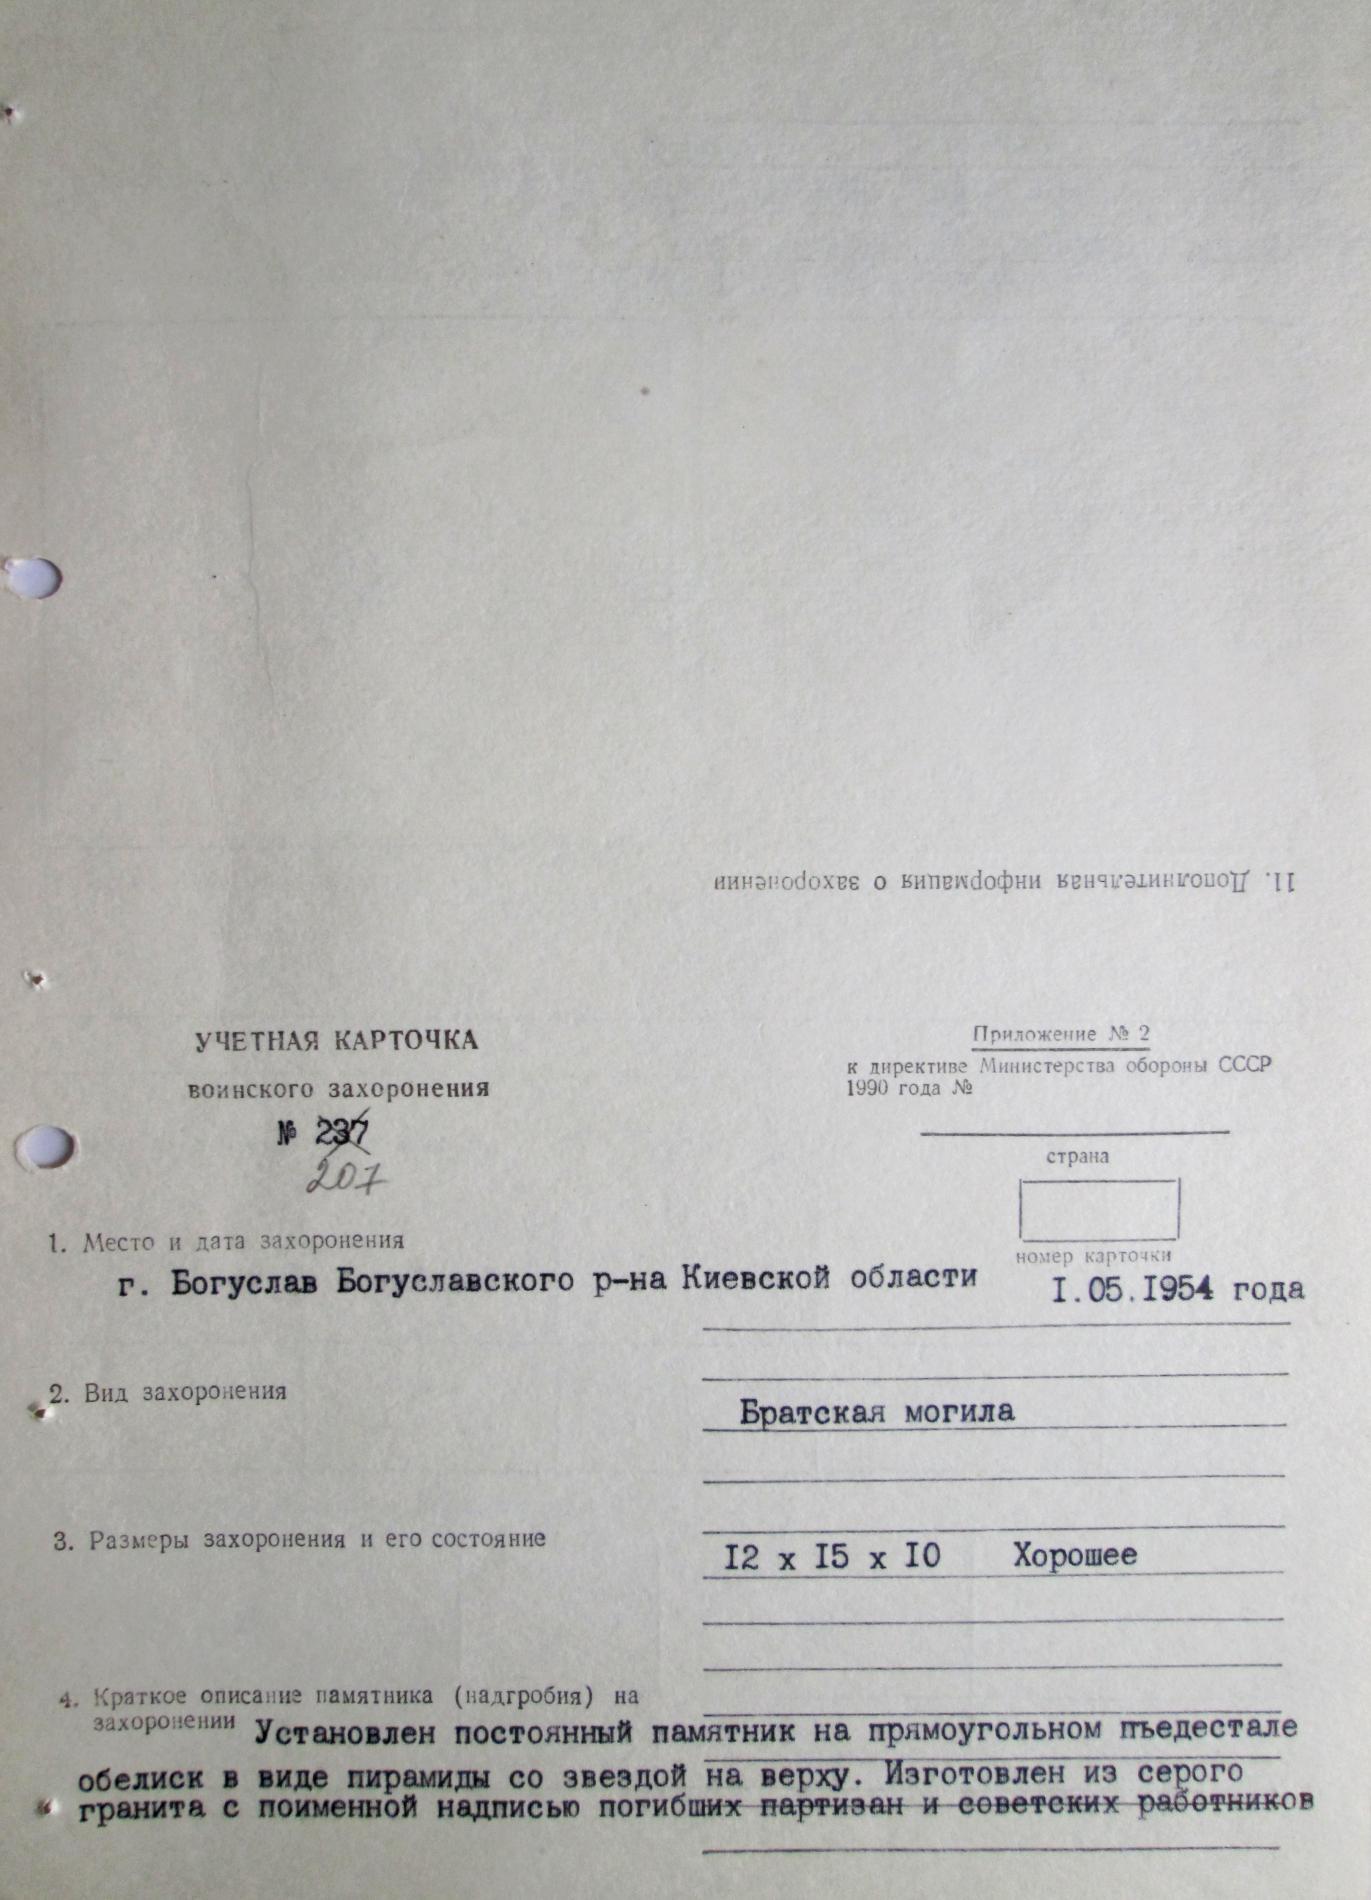 11. Дополнительная информация о захоронении
УЧЕТНАЯ КАРТОЧКА
воинского захоронения
№ 237
207
Приложение № 2
к директиве Министерства обороны СССР
1990 года №
страна
номер карточки
1. Место и дата захоронения
г. Богуслав Богуславского р-на Киевской области I.05.I954 года
2. Вид захоронения
Братская могила
3. Размеры захоронения и его состояние
I2 х I5 х I0 Хорошее
4. Краткое описание памятника (надгробия) на
захоронении Установлен постоянный памятник на прямоугольном пъедестале
обелиск в виде пирамиды со звездой на верху. Изготовлен из серого
гранита с поименной надписью погибших партизан и советских работников